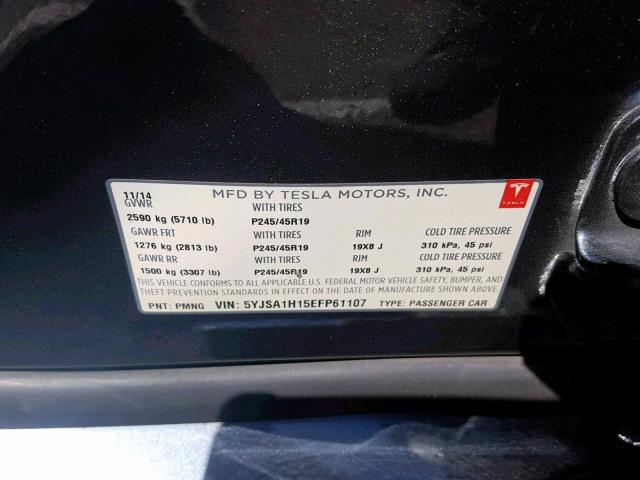 11/14 MFD BY TESLA MOTORS, INC. TESLA
GVWR WITH TIRES
2590 kg (5710 lb) P245/45R19
GAWR FRT WITH TIRES RIM COLD TIRE PRESSURE
1276 kg (2813 lb) P245/45R19 19X8 J 310 kPa, 45 psi
GAWR RR WITH TIRES RIM COLD TIRE PRESSURE
1500 kg (3307 lb) P245/45R19 19X8 J 310 kPa, 45 psi
THIS VEHICLE CONFORMS TO ALL APPLICABLE U.S. FEDERAL MOTOR VEHICLE SAFETY, BUMPER, AND
THEFT PREVENTION STANDARDS IN EFFECT ON THE DATE OF MANUFACTURE SHOWN ABOVE.
PNT: PMNG VIN: 5YJSA1H15EFP61107 TYPE: PASSENGER CAR